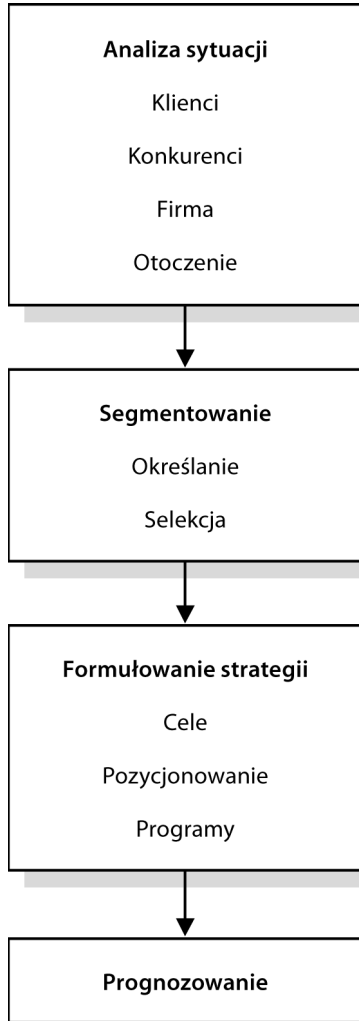 Analiza sytuacji
Klienci
Konkurenci
Firma
Otoczenie
Segmentowanie
Określanie
Selekcja
Formułowanie strategii
Cele
Pozycjonowanie
Programy
Prognozowanie